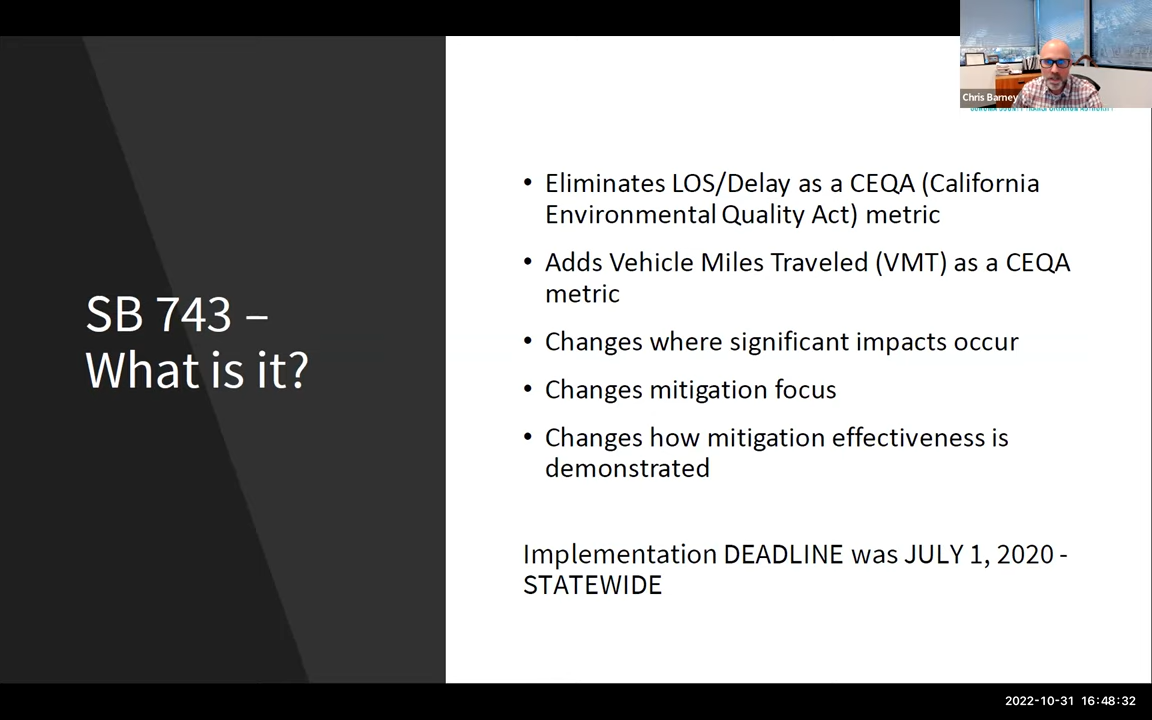 Chris Barney
SB 743 –
What is it?
• Eliminates LOS/Delay as a CEQA (California
Environmental Quality Act) metric
• Adds Vehicle Miles Traveled (VMT) as a CEQA
metric
• Changes where significant impacts occur
• Changes mitigation focus
• Changes how mitigation effectiveness is
demonstrated
Implementation DEADLINE was JULY 1, 2020 -
STATEWIDE
2022-10-31 16:48:32